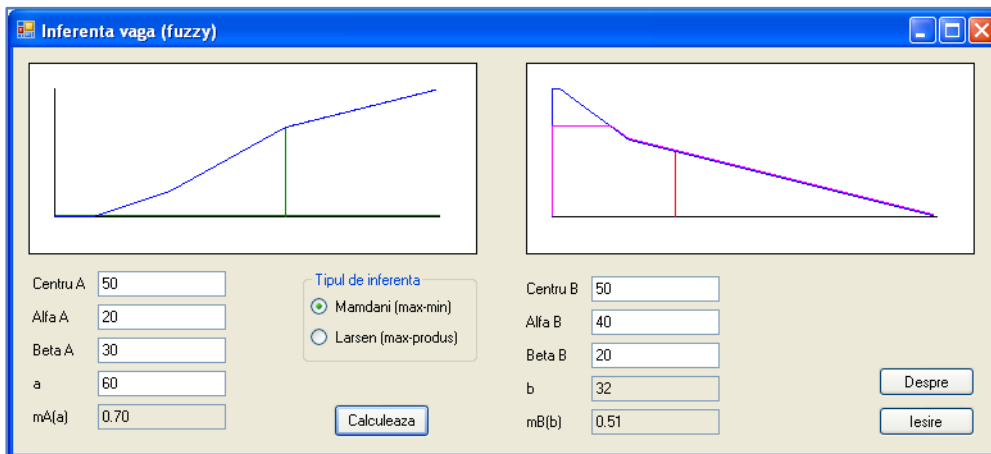 Inferenta vaga (fuzzy)
Centru A 50
Alfa A 20
Beta A 30
a 60
mA(a) 0.70
Tipul de inferenta
Mamdani (max-min)
Larsen (max-produs)
Calculeaza
Centru B 50
Alfa B 40
Beta B 20
b 32
mB(b) 0.51
Despre
Iesire